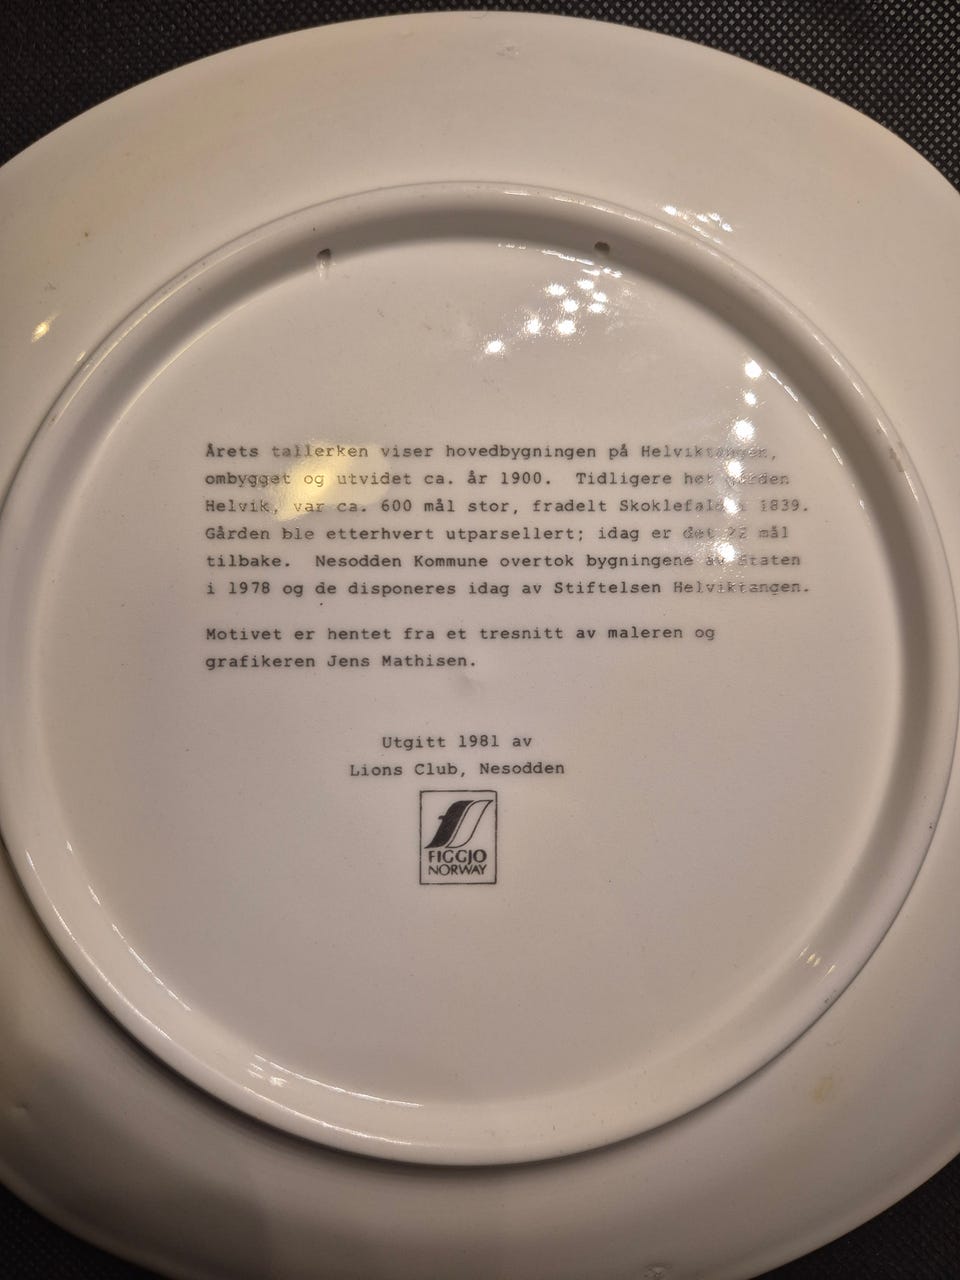 Årets tallerken viser hovedbygningen på Helviktangen,
ombygget og utvidet ca. år 1900. Tidligere het gården
Helvik, var ca. 600 mål stor, fradelt Skoklefald i 1839.
Gården ble etterhvert utparsellert; idag er det 22 mål
tilbake. Nesodden Kommune overtok bygningene av Staten
i 1978 og de disponeres idag av Stiftelsen Helviktangen.
Motivet er hentet fra et tresnitt av maleren og
grafikeren Jens Mathisen.
Utgitt 1981 av
Lions Club, Nesodden
FIGGJO
NORWAY